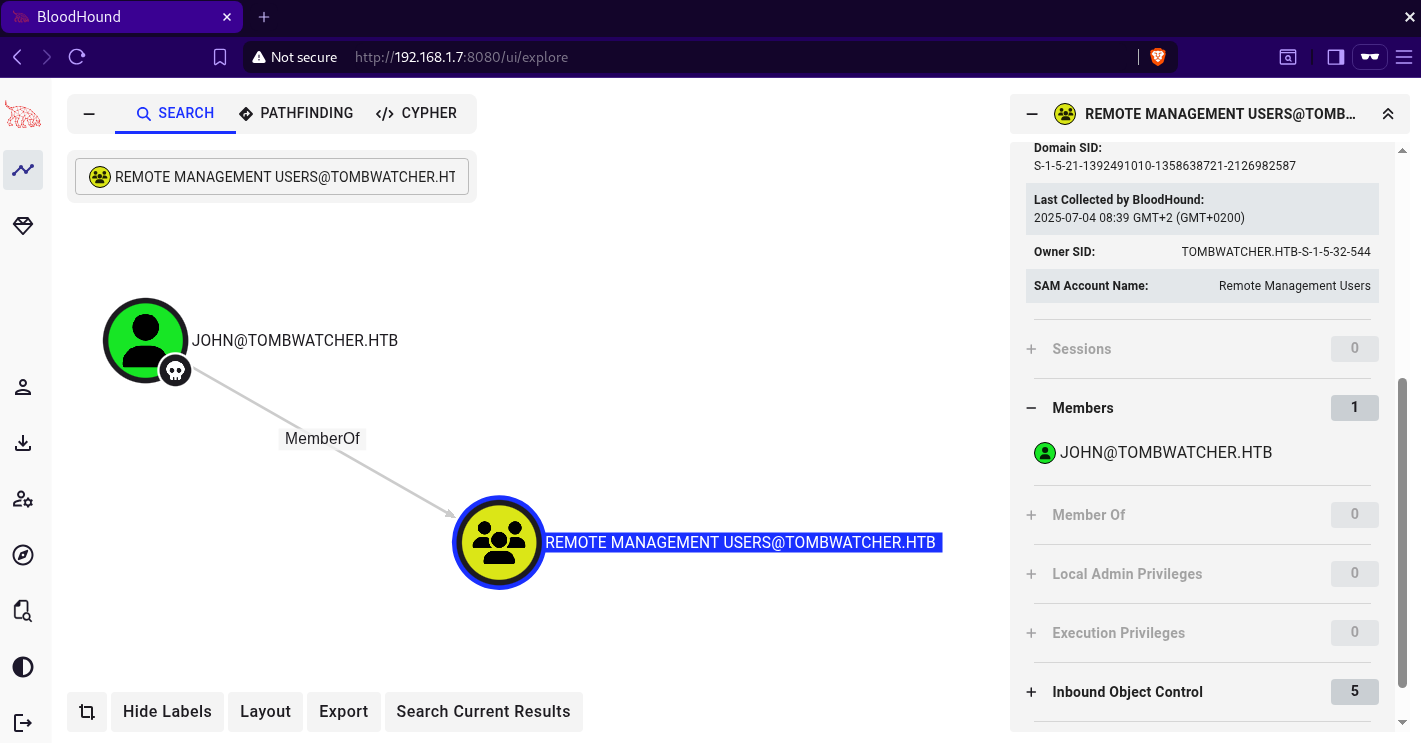 BloodHound
Not secure
http://192.168.1.7:8080/ui/explore
SEARCH
PATHFINDING
CYPHER
REMOTE MANAGEMENT USERS@TOMBWATCHER.HT
JOHN@TOMBWATCHER.HTB
MemberOf
REMOTE MANAGEMENT USERS@TOMBWATCHER.HTB
Hide Labels
Layout
Export
Search Current Results
REMOTE MANAGEMENT USERS@TOMB...
Domain SID:
S-1-5-21-1392491010-1358638721-2126982587
Last Collected by BloodHound:
2025-07-04 08:39 GMT+2 (GMT+0200)
Owner SID: TOMBWATCHER.HTB-S-1-5-32-544
SAM Account Name: Remote Management Users
Sessions 0
Members 1
JOHN@TOMBWATCHER.HTB
Member Of 0
Local Admin Privileges 0
Execution Privileges 0
Inbound Object Control 5